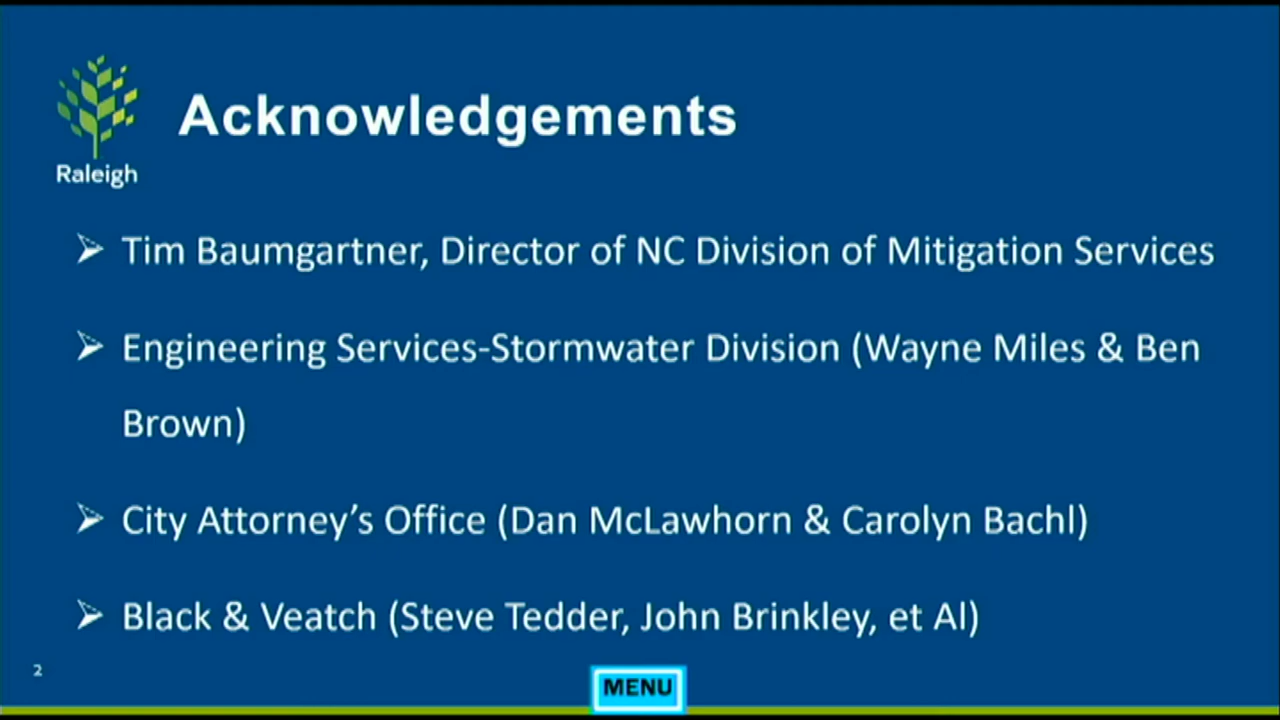 Acknowledgements
Raleigh
Tim Baumgartner, Director of NC Division of Mitigation Services
Engineering Services-Stormwater Division (Wayne Miles & Ben
Brown)
City Attorney's Office (Dan McLawhorn & Carolyn Bachl)
Black & Veatch (Steve Tedder, John Brinkley, et Al)
2
MENU